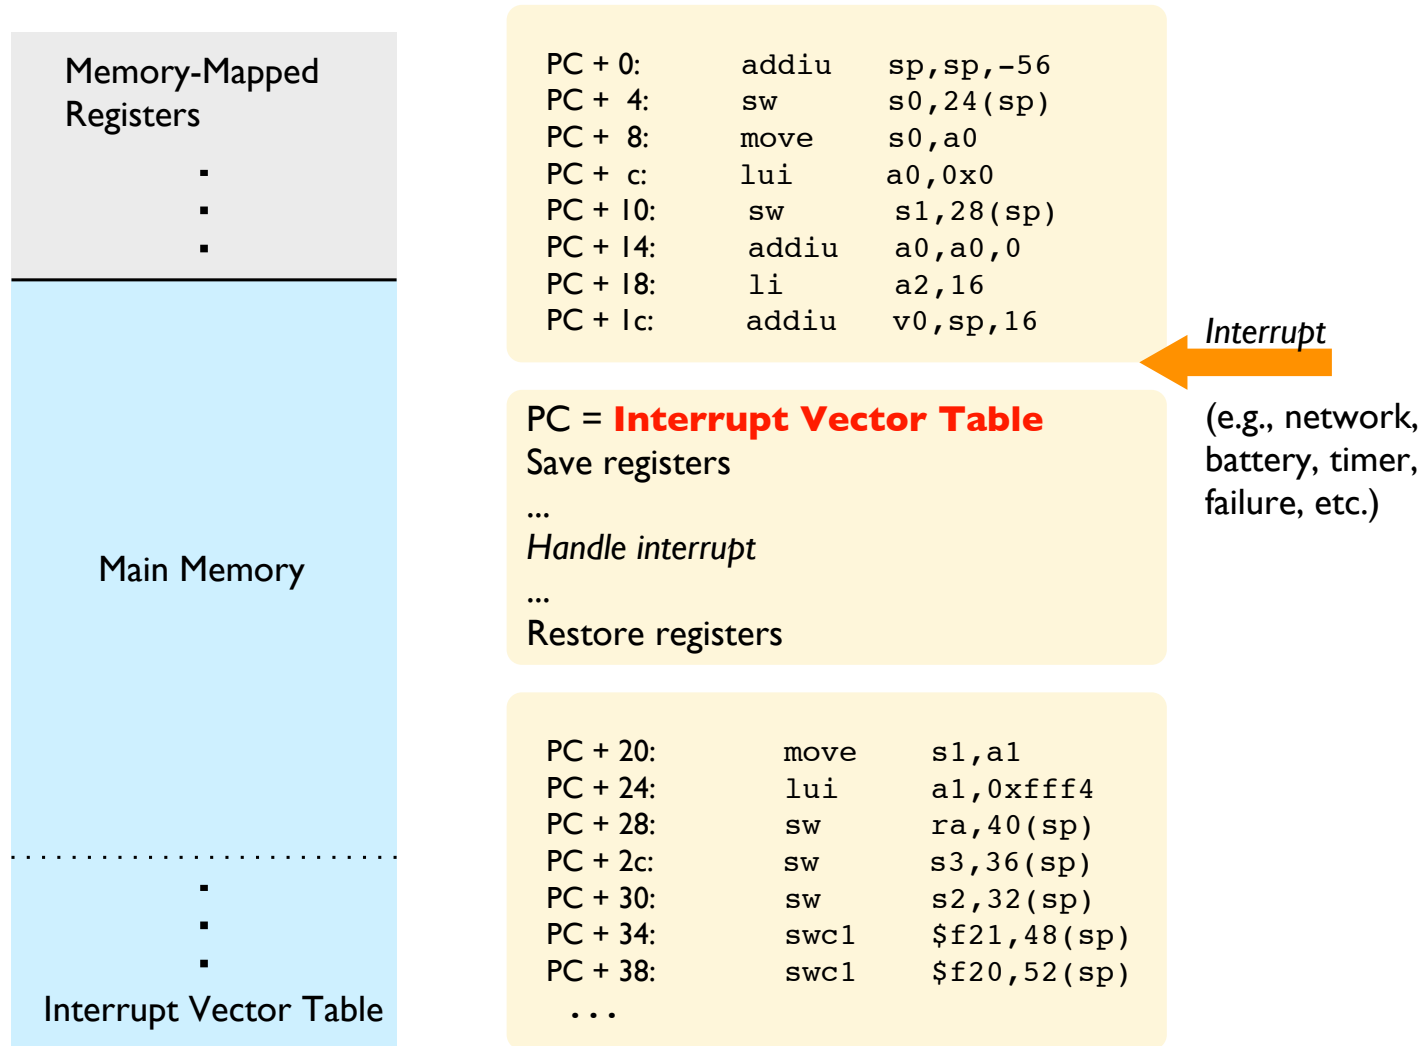 Memory-Mapped
Registers
Main Memory
Interrupt Vector Table
PC + 0: addiu sp,sp,-56
PC + 4: sw s0,24(sp)
PC + 8: move s0,a0
PC + c: lui a0,0x0
PC + 10: sw s1,28(sp)
PC + 14: addiu a0,a0,0
PC + 18: li a2,16
PC + 1c: addiu v0,sp,16
Interrupt
(e.g., network,
battery, timer,
failure, etc.)
PC = Interrupt Vector Table
Save registers
...
Handle interrupt
...
Restore registers
PC + 20: move s1,a1
PC + 24: lui a1,0xfff4
PC + 28: sw ra,40(sp)
PC + 2c: sw s3,36(sp)
PC + 30: sw s2,32(sp)
PC + 34: swc1 $f21,48(sp)
PC + 38: swc1 $f20,52(sp)
...